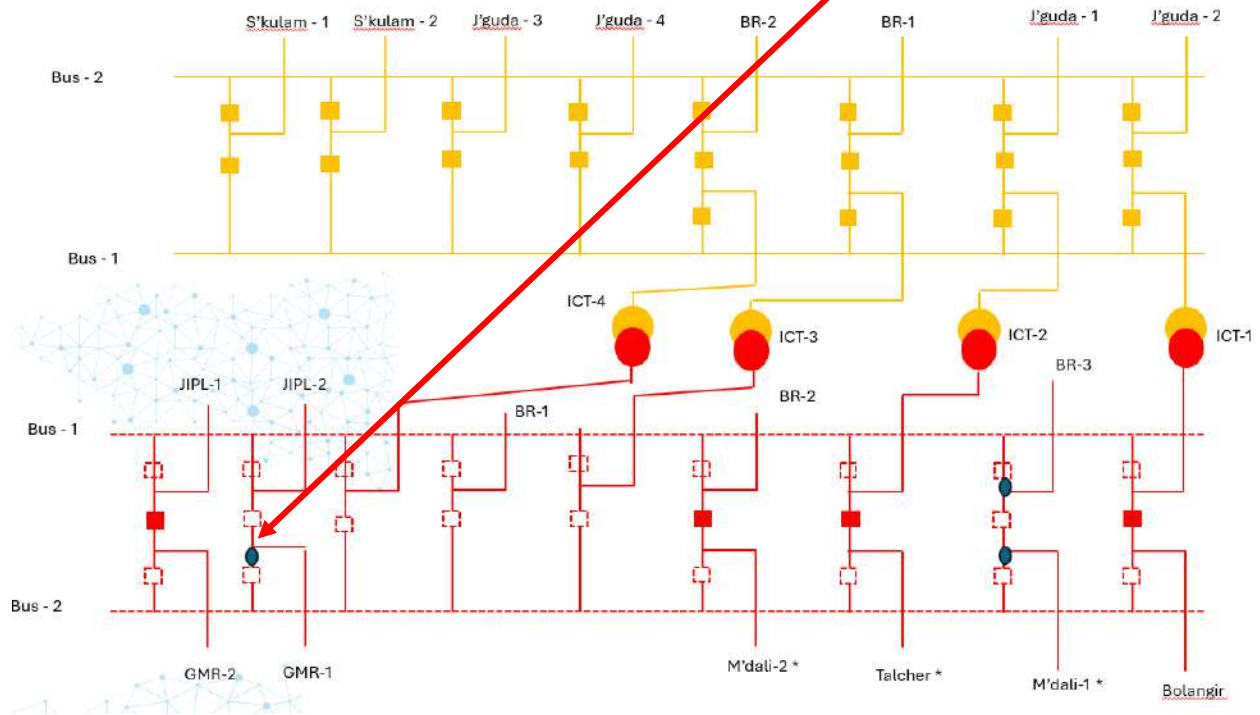 S'kulam - 1
S'kulam - 2
J'guda - 3
J'guda - 4
BR-2
BR-1
J'guda - 1
J'guda - 2
Bus - 2
Bus - 1
ICT-4
ICT-3
ICT-2
ICT-1
JIPL-1
JIPL-2
BR-1
BR-2
BR-3
Bus - 1
Bus - 2
GMR-2
GMR-1
M'dali-2 *
Talcher *
M'dali-1 *
Bolangir